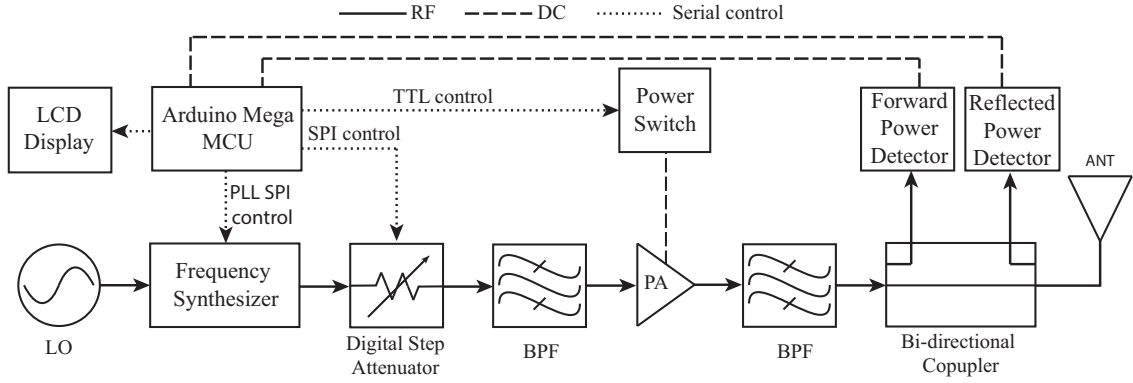 RF DC Serial control
LCD
Display
Arduino Mega
MCU
TTL control
SPI control
PLL SPI
control
Power
Switch
Forward
Power
Detector
Reflected
Power
Detector
ANT
LO
Frequency
Synthesizer
Digital Step
Attenuator
BPF
PA
BPF
Bi-directional
Copupler